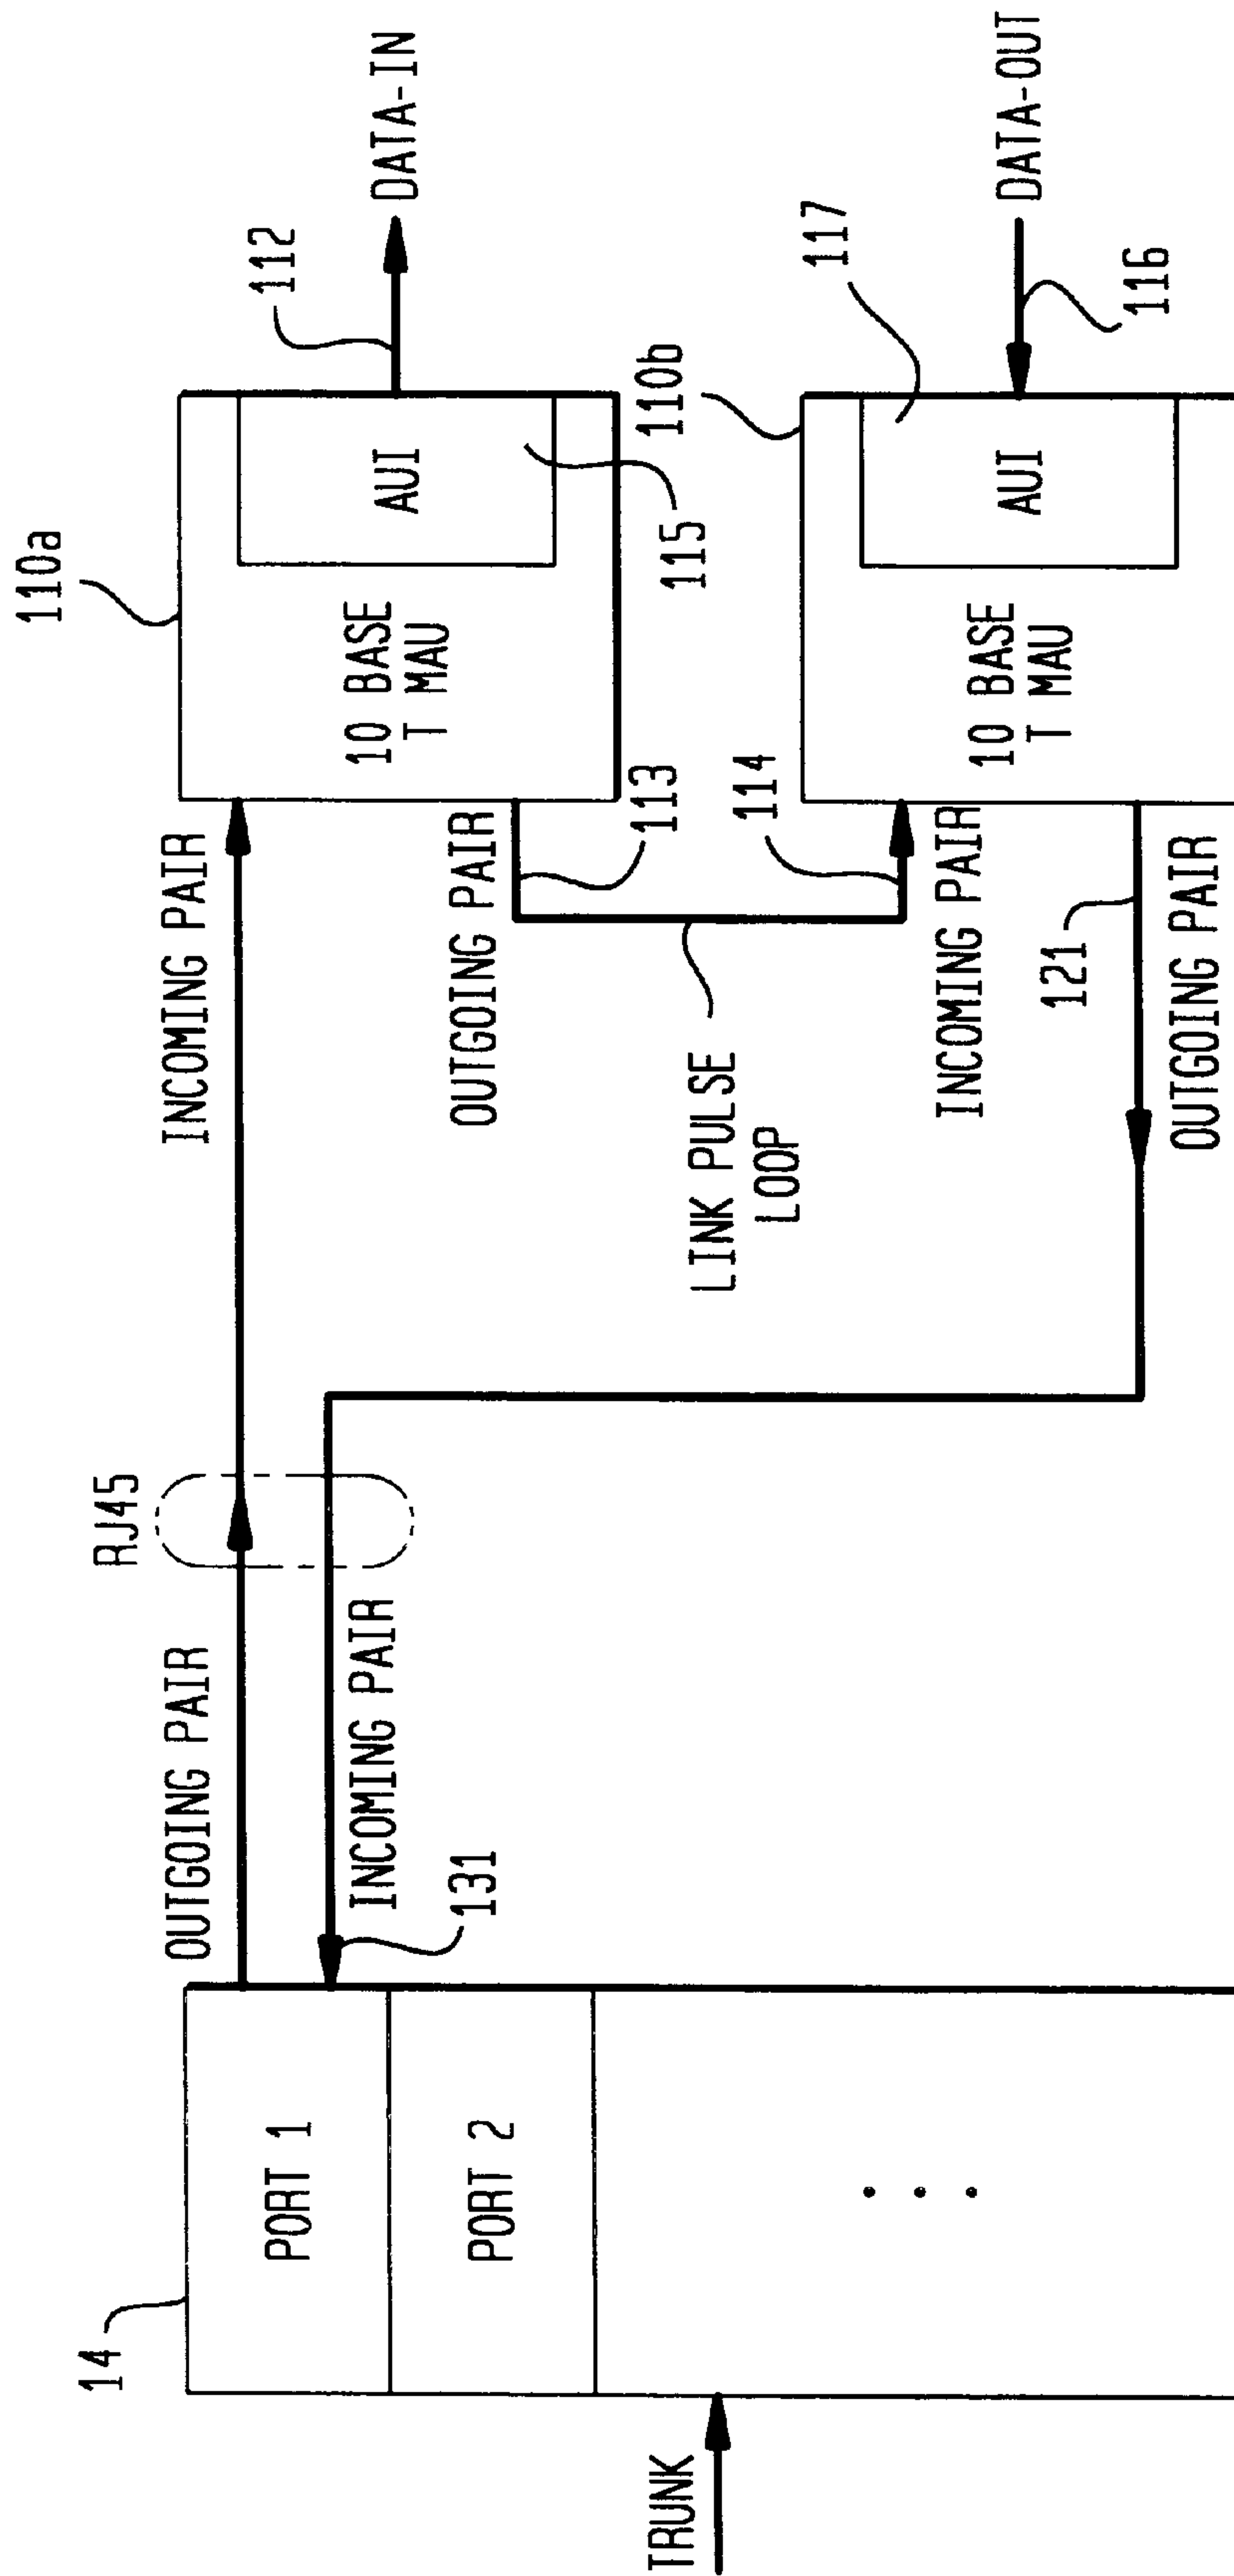 14
TRUNK
PORT 1
PORT 2
OUTGOING PAIR
INCOMING PAIR
131
RJ45
INCOMING PAIR
OUTGOING PAIR
113
LINK PULSE
LOOP
114
INCOMING PAIR
121
OUTGOING PAIR
110a
10 BASE
T MAU
AUI
115
112
DATA-IN
110b
10 BASE
T MAU
AUI
117
116
DATA-OUT